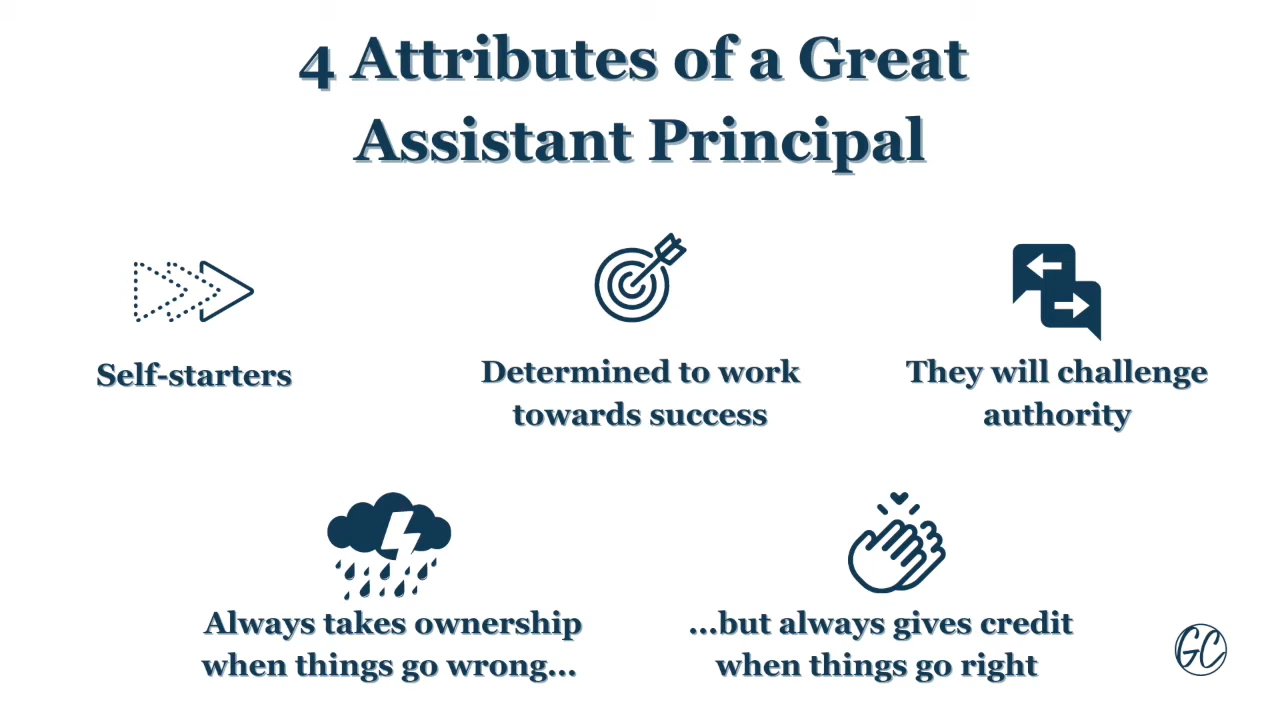 4 Attributes of a Great
Assistant Principal
Self-starters
Determined to work
towards success
They will challenge
authority
Always takes ownership
when things go wrong...
...but always gives credit
when things go right
GC